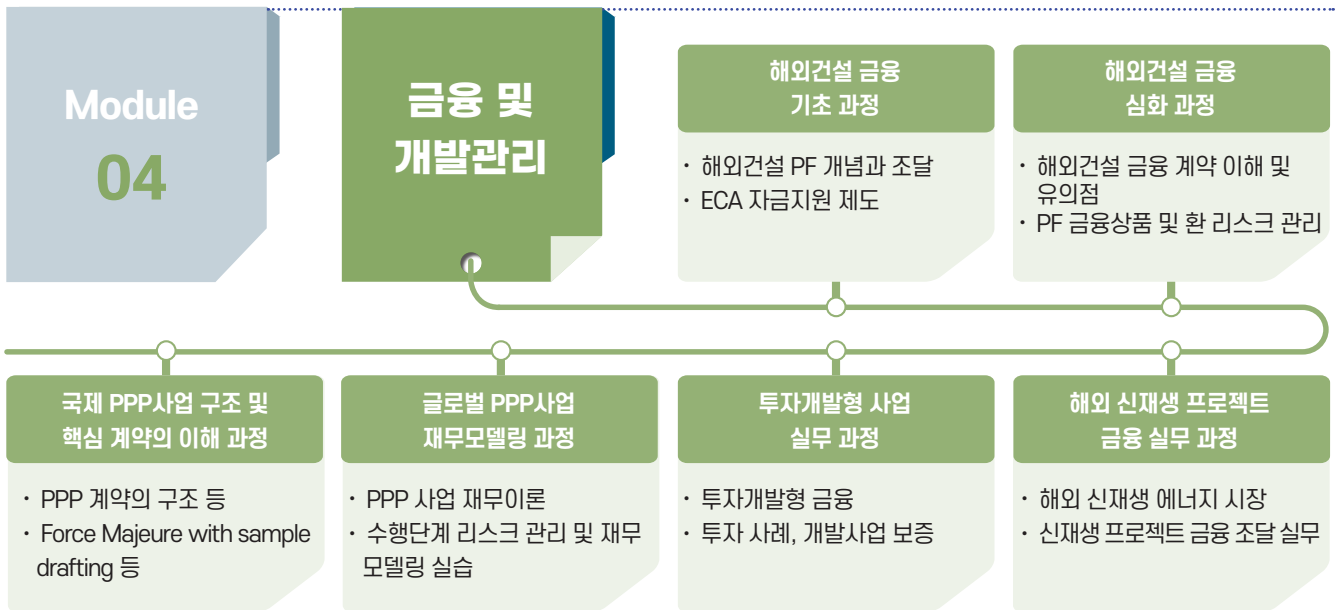 Module
04
금융 및
개발관리
해외건설 금융
기초 과정
· 해외건설 PF 개념과 조달
· ECA 자금지원 제도
해외건설 금융
심화 과정
· 해외건설 금융 계약 이해 및
유의점
· PF 금융상품 및 환 리스크 관리
국제 PPP사업 구조 및
핵심 계약의 이해 과정
· PPP 계약의 구조 등
· Force Majeure with sample
drafting 등
글로벌 PPP사업
재무모델링 과정
· PPP 사업 재무이론
· 수행단계 리스크 관리 및 재무
모델링 실습
투자개발형 사업
실무 과정
· 투자개발형 금융
· 투자 사례, 개발사업 보증
해외 신재생 프로젝트
금융 실무 과정
· 해외 신재생 에너지 시장
· 신재생 프로젝트 금융 조달 실무